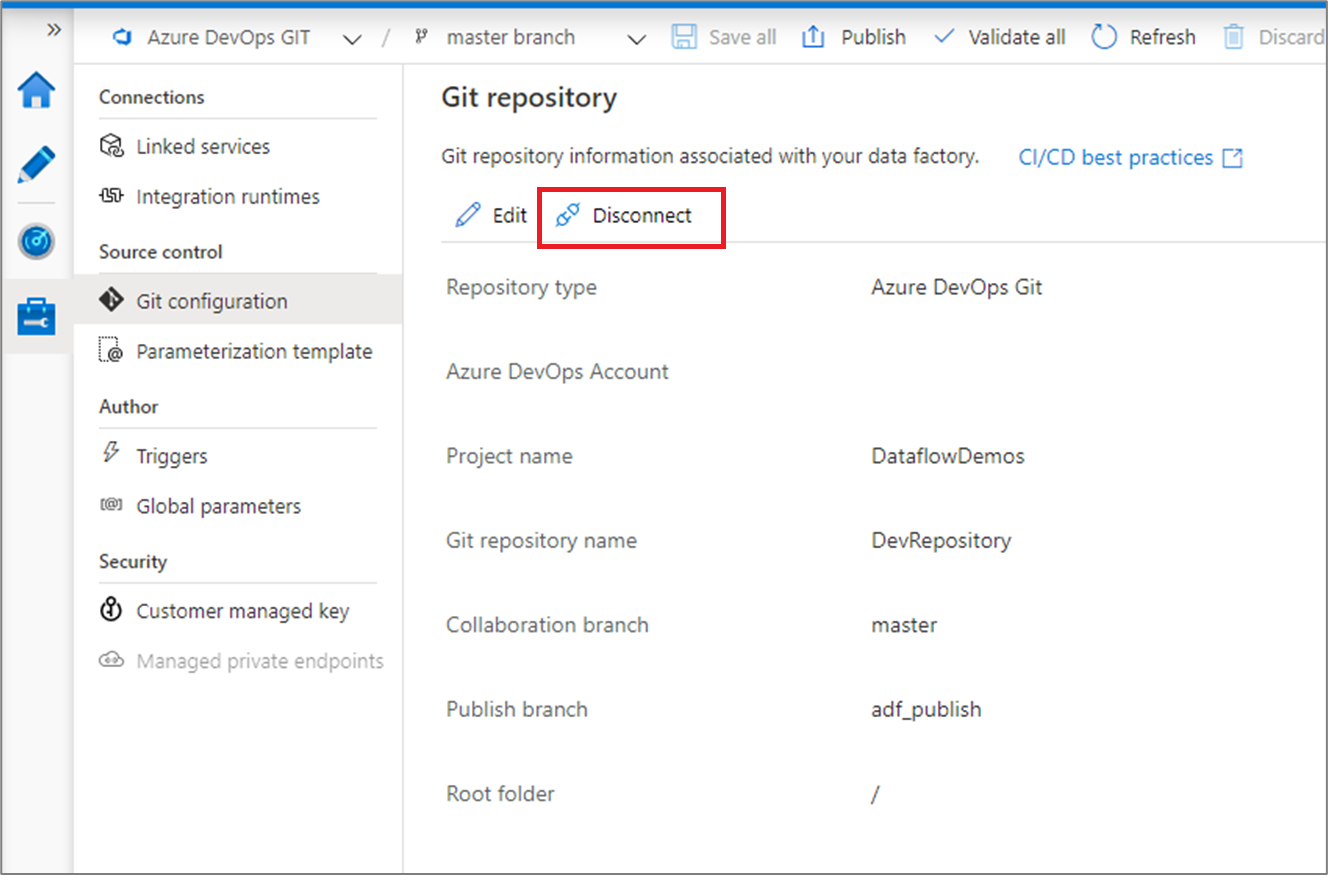 Azure DevOps GIT / master branch Save all Publish Validate all Refresh Discard
Connections
Linked services
Integration runtimes
Source control
Git configuration
Parameterization template
Author
Triggers
Global parameters
Security
Customer managed key
Managed private endpoints
Git repository
Git repository information associated with your data factory. CI/CD best practices
Edit Disconnect
Repository type Azure DevOps Git
Azure DevOps Account
Project name DataflowDemos
Git repository name DevRepository
Collaboration branch master
Publish branch adf_publish
Root folder /